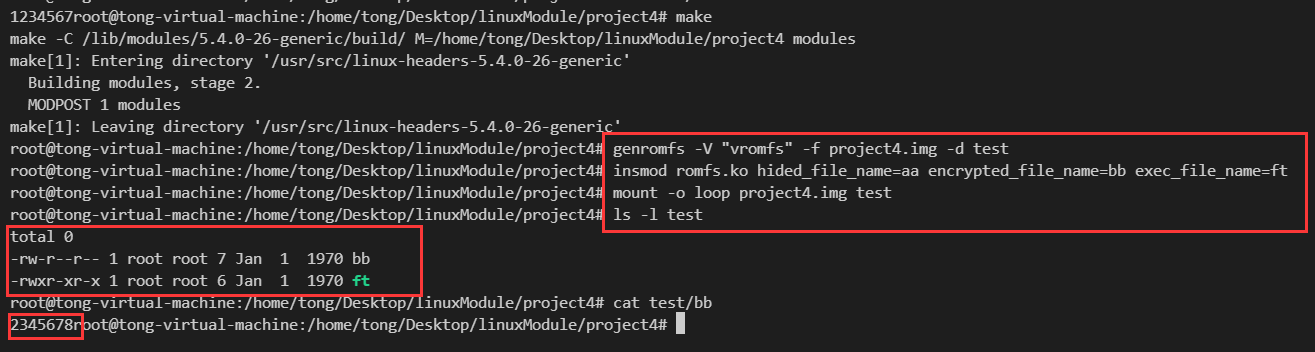 1234567root@tong-virtual-machine:/home/tong/Desktop/linuxModule/project4# make
make -C /lib/modules/5.4.0-26-generic/build/ M=/home/tong/Desktop/linuxModule/project4 modules
make[1]: Entering directory '/usr/src/linux-headers-5.4.0-26-generic'
  Building modules, stage 2.
  MODPOST 1 modules
make[1]: Leaving directory '/usr/src/linux-headers-5.4.0-26-generic'
root@tong-virtual-machine:/home/tong/Desktop/linuxModule/project4# genromfs -V "vromfs" -f project4.img -d test
root@tong-virtual-machine:/home/tong/Desktop/linuxModule/project4# insmod romfs.ko hided_file_name=aa encrypted_file_name=bb exec_file_name=ft
root@tong-virtual-machine:/home/tong/Desktop/linuxModule/project4# mount -o loop project4.img test
root@tong-virtual-machine:/home/tong/Desktop/linuxModule/project4# ls -l test
total 0
-rw-r--r-- 1 root root 7 Jan  1  1970 bb
-rwxr-xr-x 1 root root 6 Jan  1  1970 ft
root@tong-virtual-machine:/home/tong/Desktop/linuxModule/project4# cat test/bb
2345678root@tong-virtual-machine:/home/tong/Desktop/linuxModule/project4#